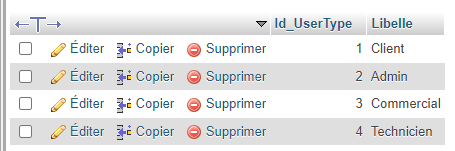 Id_UserType Libelle
Éditer Copier Supprimer 1 Client
Éditer Copier Supprimer 2 Admin
Éditer Copier Supprimer 3 Commercial
Éditer Copier Supprimer 4 Technicien